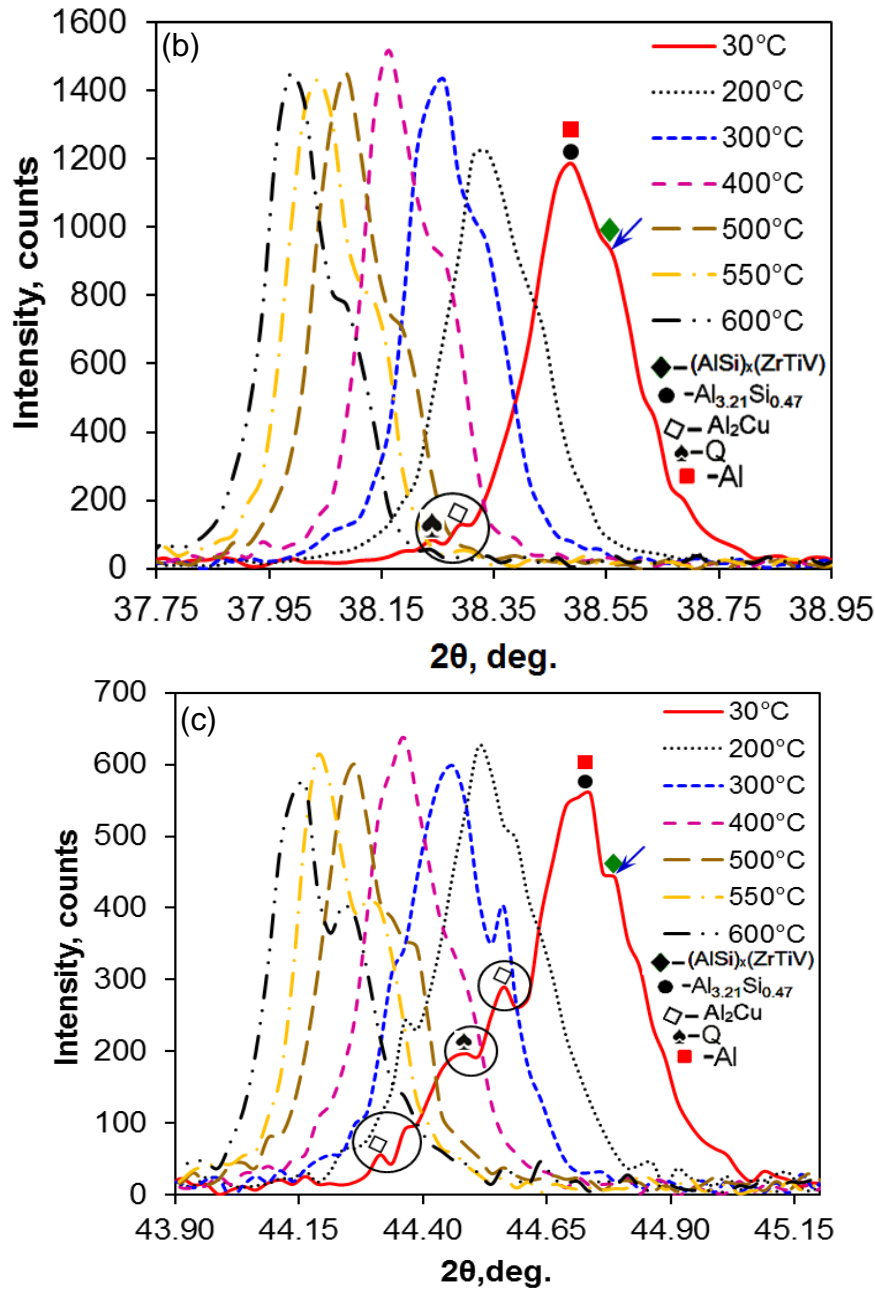 (b)
Intensity, counts
1600
1400
1200
1000
800
600
400
200
0
37.75 37.95 38.15 38.35 38.55 38.75 38.95
2θ, deg.
30°C
200°C
300°C
400°C
500°C
550°C
600°C
◆–(AlSi)ₓ(ZrTiV)
●-Al₃.₂₁Si₀.₄₇
◇– Al₂Cu
♠–Q
■ -Al
(c)
Intensity, counts
700
600
500
400
300
200
100
0
43.90 44.15 44.40 44.65 44.90 45.15
2θ,deg.
30°C
200°C
300°C
400°C
500°C
550°C
600°C
◆–(AlSi)ₓ(ZrTiV)
● -Al₃.₂₁Si₀.₄₇
◇– Al₂Cu
♠–Q
■ -Al